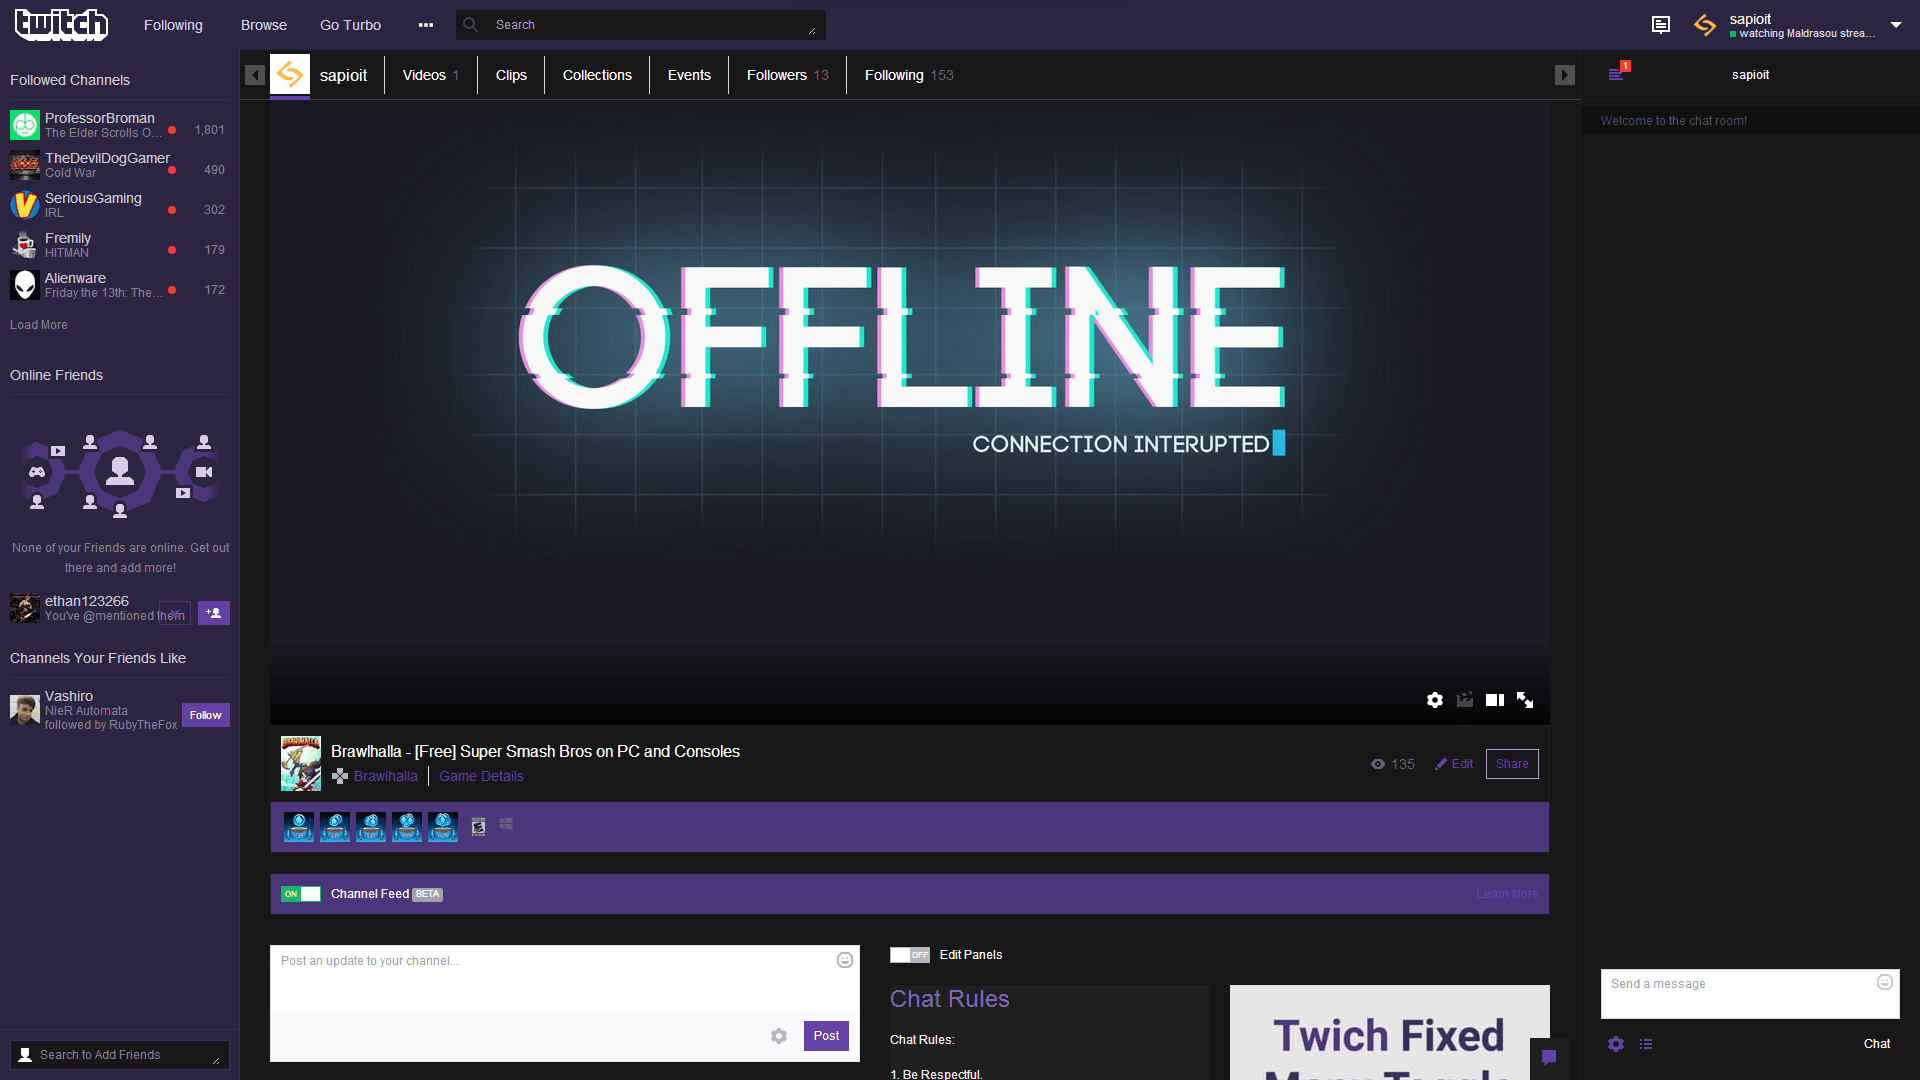 twitch
Following
Browse
Go Turbo
Search
sapioit
watching Maldrasou strea...
Followed Channels
ProfessorBroman
The Elder Scrolls O...
1,801
TheDevilDogGamer
Cold War
490
SeriousGaming
IRL
302
Fremily
HITMAN
179
Alienware
Friday the 13th: The...
172
Load More
Online Friends
None of your Friends are online. Get out
there and add more!
ethan123266
You've @mentioned them
Channels Your Friends Like
Vashiro
NieR Automata
followed by RubyTheFox
Follow
Search to Add Friends
sapioit
Videos 1
Clips
Collections
Events
Followers 13
Following 153
OFFLINE
CONNECTION INTERUPTED
BRAWLHALLA
Brawlhalla - [Free] Super Smash Bros on PC and Consoles
Brawlhalla
Game Details
135
Edit
Share
E
ON
Channel Feed BETA
Learn More
Post an update to your channel...
Post
OFF
Edit Panels
Chat Rules
Chat Rules:
1. Be Respectful.
Twich Fixed
Menu Toggle
1
sapioit
Welcome to the chat room!
Send a message
Chat